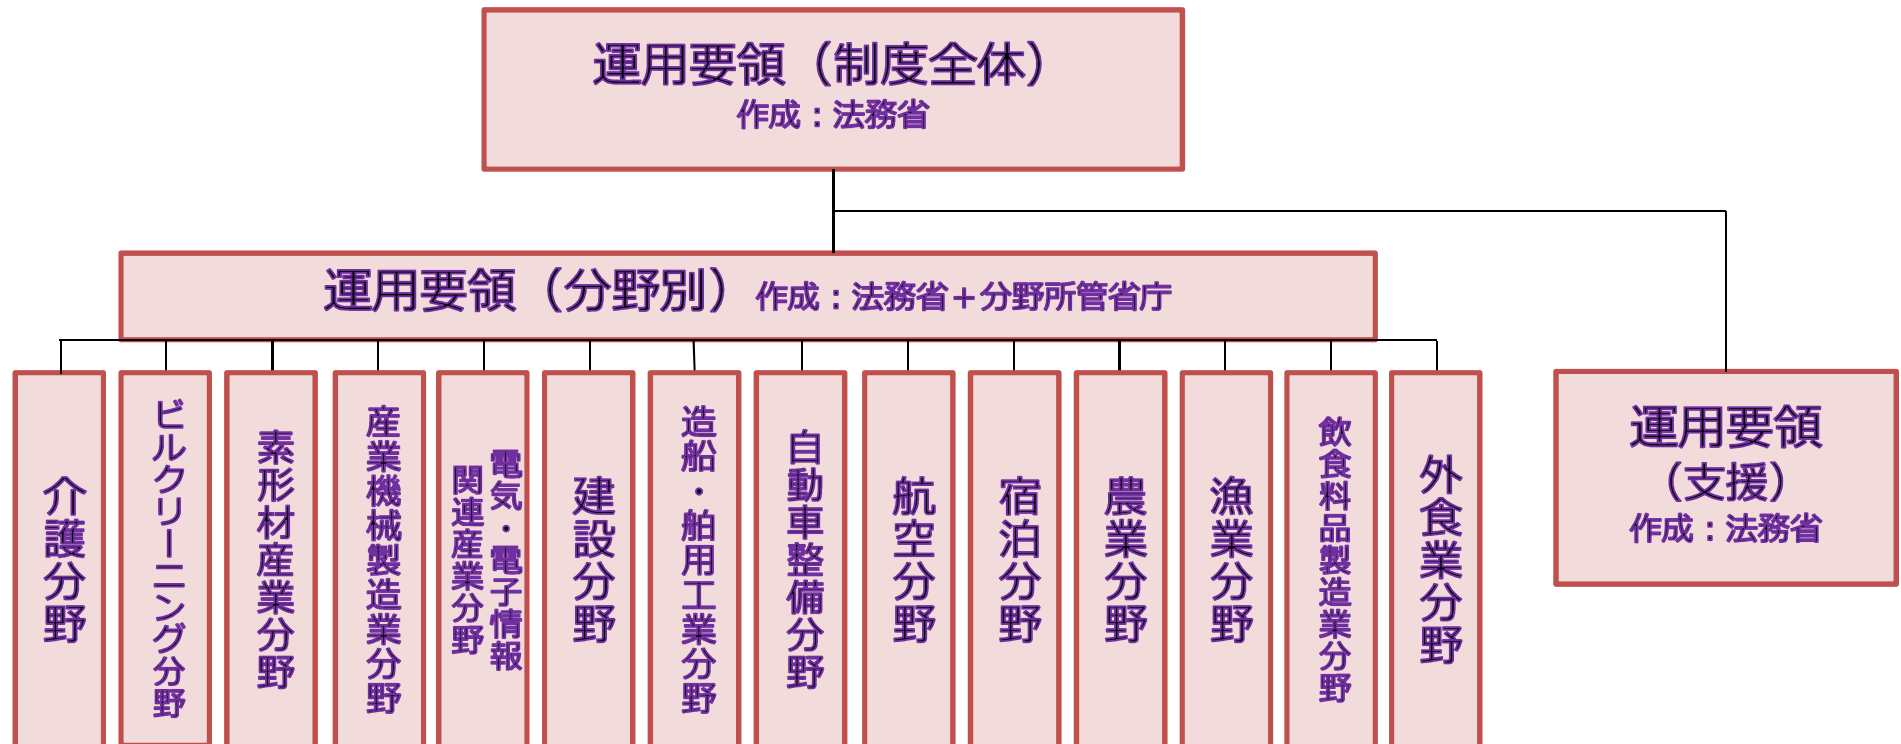 運用要領（制度全体）
作成：法務省
運用要領（分野別）作成：法務省＋分野所管省庁
介護分野
ビルクリーニング分野
素形材産業分野
産業機械製造業分野
電気・電子情報
関連産業分野
建設分野
造船・舶用工業分野
自動車整備分野
航空分野
宿泊分野
農業分野
漁業分野
飲食料品製造業分野
外食業分野
運用要領
（支援）
作成：法務省